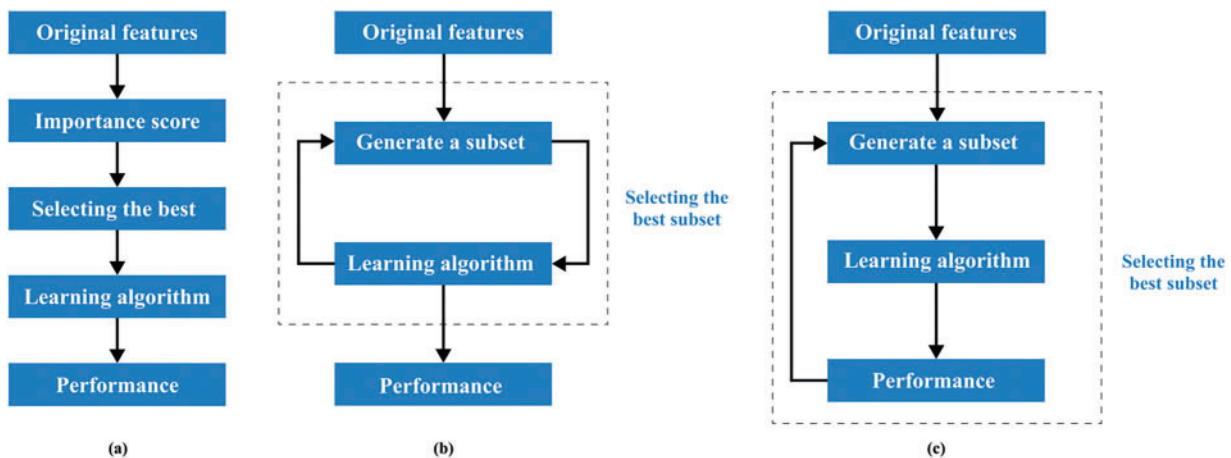 Original features
Importance score
Selecting the best
Learning algorithm
Performance
(a)
Original features
Generate a subset
Learning algorithm
Selecting the
best subset
Performance
(b)
Original features
Generate a subset
Learning algorithm
Performance
Selecting the
best subset
(c)